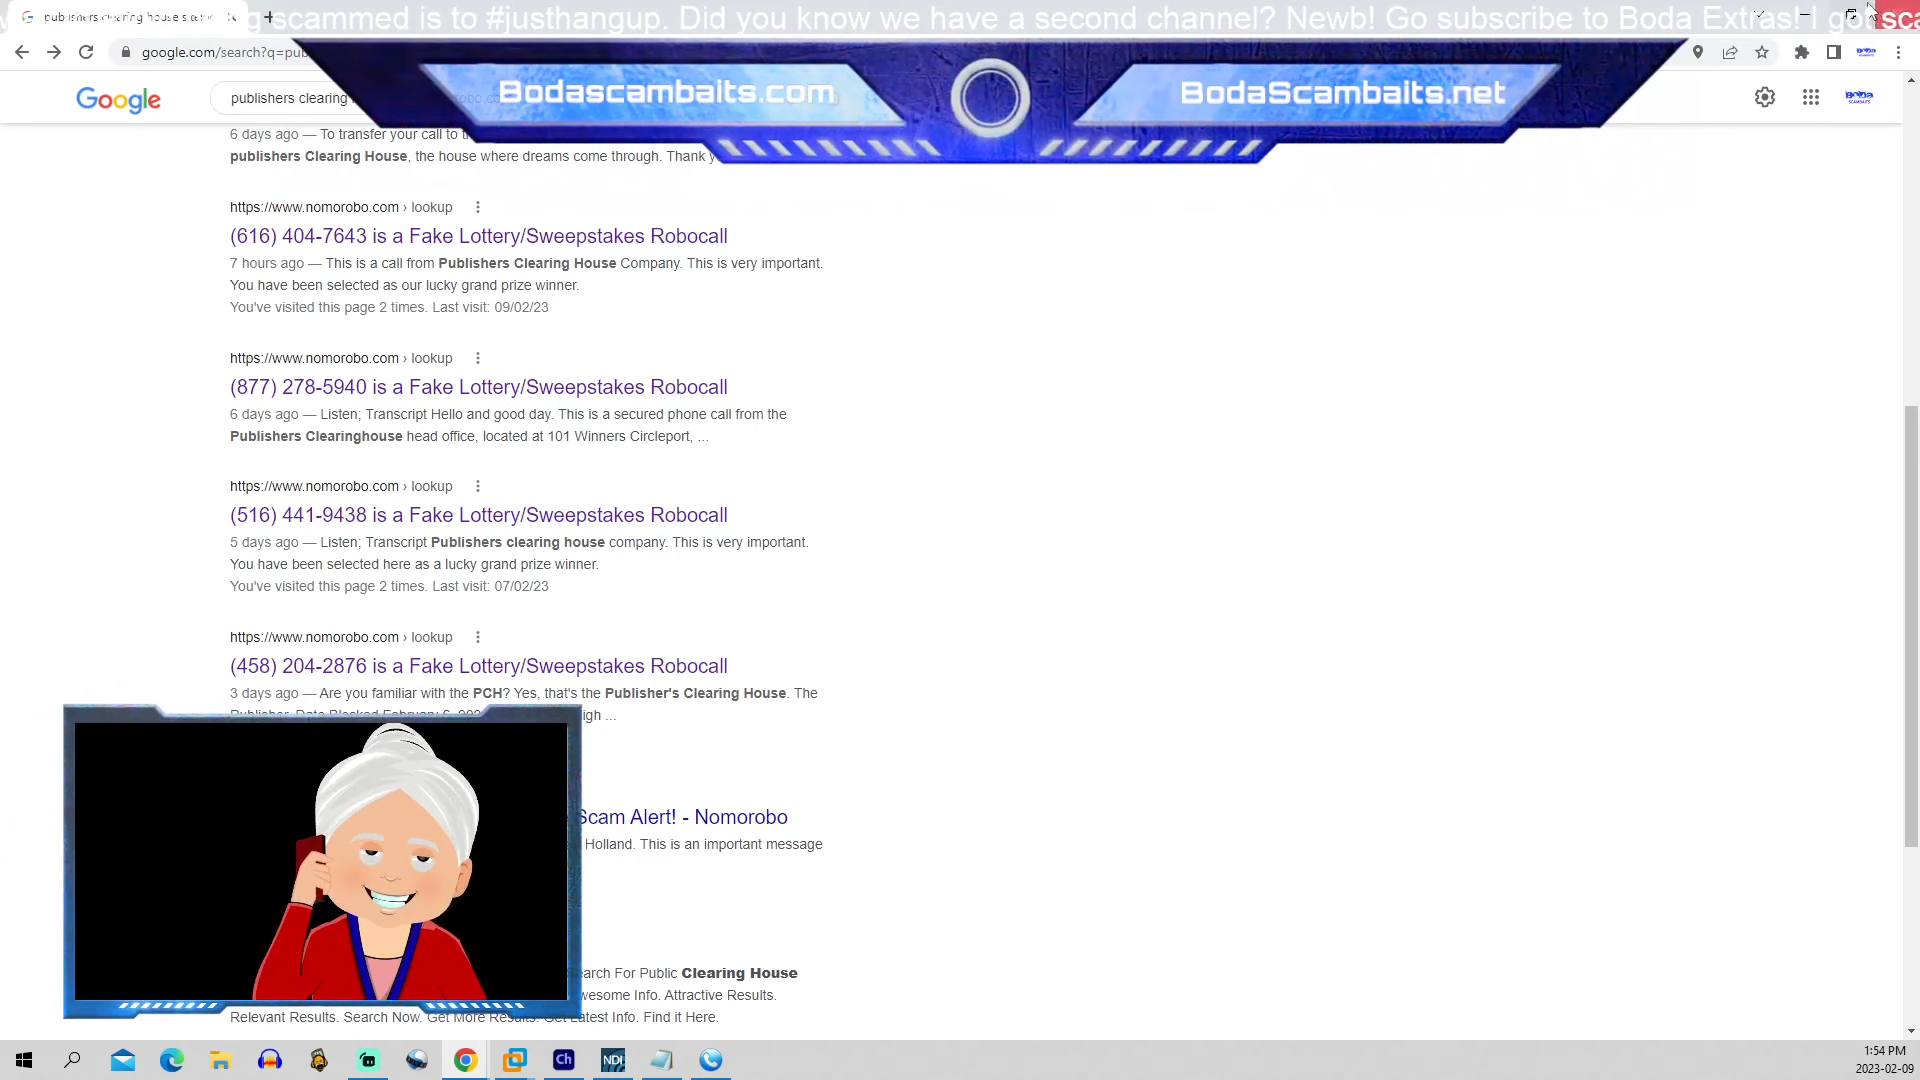 publishers clearing house site:
g scammed is to #justhangup. Did you know we have a second channel? Newb! Go subscribe to Boda Extras! I got sca
google.com/search?q=pub
Bodascambaits.com
BodaScambaits.net
Google
publishers clearing
6 days ago — To transfer your call to
publishers Clearing House, the house where dreams come through. Thank
https://www.nomorobo.com › lookup
(616) 404-7643 is a Fake Lottery/Sweepstakes Robocall
7 hours ago — This is a call from Publishers Clearing House Company. This is very important.
You have been selected as our lucky grand prize winner.
You've visited this page 2 times. Last visit: 09/02/23
https://www.nomorobo.com › lookup
(877) 278-5940 is a Fake Lottery/Sweepstakes Robocall
6 days ago — Listen; Transcript Hello and good day. This is a secured phone call from the
Publishers Clearinghouse head office, located at 101 Winners Circleport, ...
https://www.nomorobo.com › lookup
(516) 441-9438 is a Fake Lottery/Sweepstakes Robocall
5 days ago — Listen; Transcript Publishers clearing house company. This is very important.
You have been selected here as a lucky grand prize winner.
You've visited this page 2 times. Last visit: 07/02/23
https://www.nomorobo.com › lookup
(458) 204-2876 is a Fake Lottery/Sweepstakes Robocall
3 days ago — Are you familiar with the PCH? Yes, that's the Publisher's Clearing House. The
igh ...
Scam Alert! - Nomorobo
Holland. This is an important message
earch For Public Clearing House
wesome Info. Attractive Results.
Relevant Results. Search Now. Get More Results. Get Latest Info. Find it Here.
Ch
NDI
1:54 PM
2023-02-09